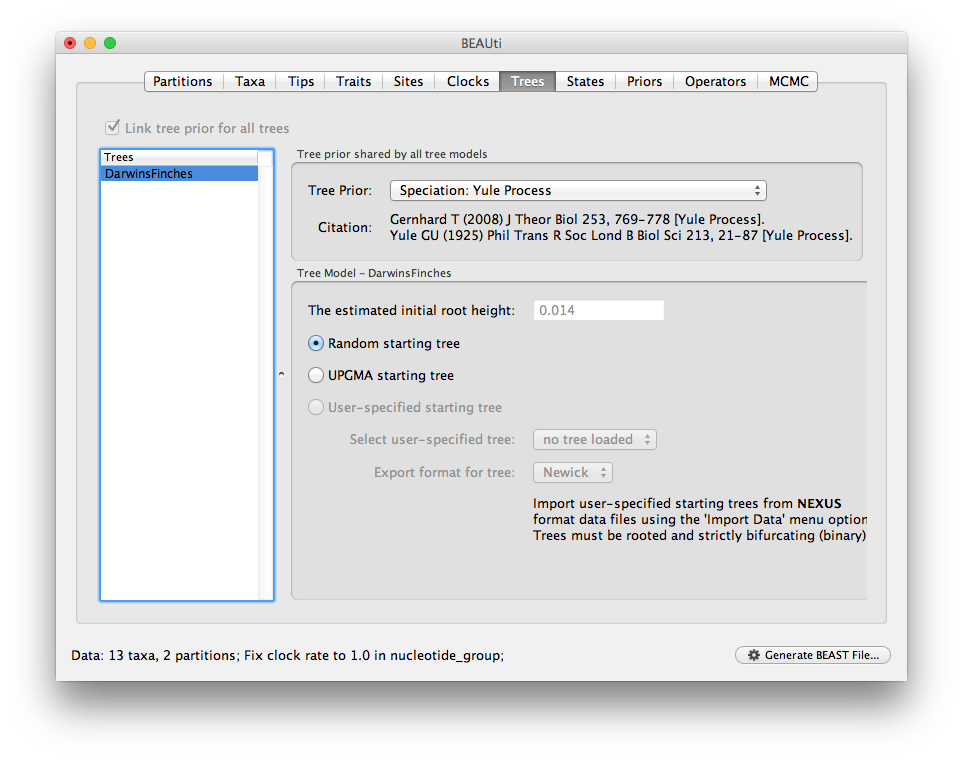 BEAUti
Partitions Taxa Tips Traits Sites Clocks Trees States Priors Operators MCMC
Link tree prior for all trees
Trees
DarwinsFinches
Tree prior shared by all tree models
Tree Prior: Speciation: Yule Process
Citation: Gernhard T (2008) J Theor Biol 253, 769-778 [Yule Process].
Yule GU (1925) Phil Trans R Soc Lond B Biol Sci 213, 21-87 [Yule Process].
Tree Model - DarwinsFinches
The estimated initial root height: 0.014
Random starting tree
UPGMA starting tree
User-specified starting tree
Select user-specified tree: no tree loaded
Export format for tree: Newick
Import user-specified starting trees from NEXUS
format data files using the 'Import Data' menu option
Trees must be rooted and strictly bifurcating (binary)
Data: 13 taxa, 2 partitions; Fix clock rate to 1.0 in nucleotide_group;
Generate BEAST File...